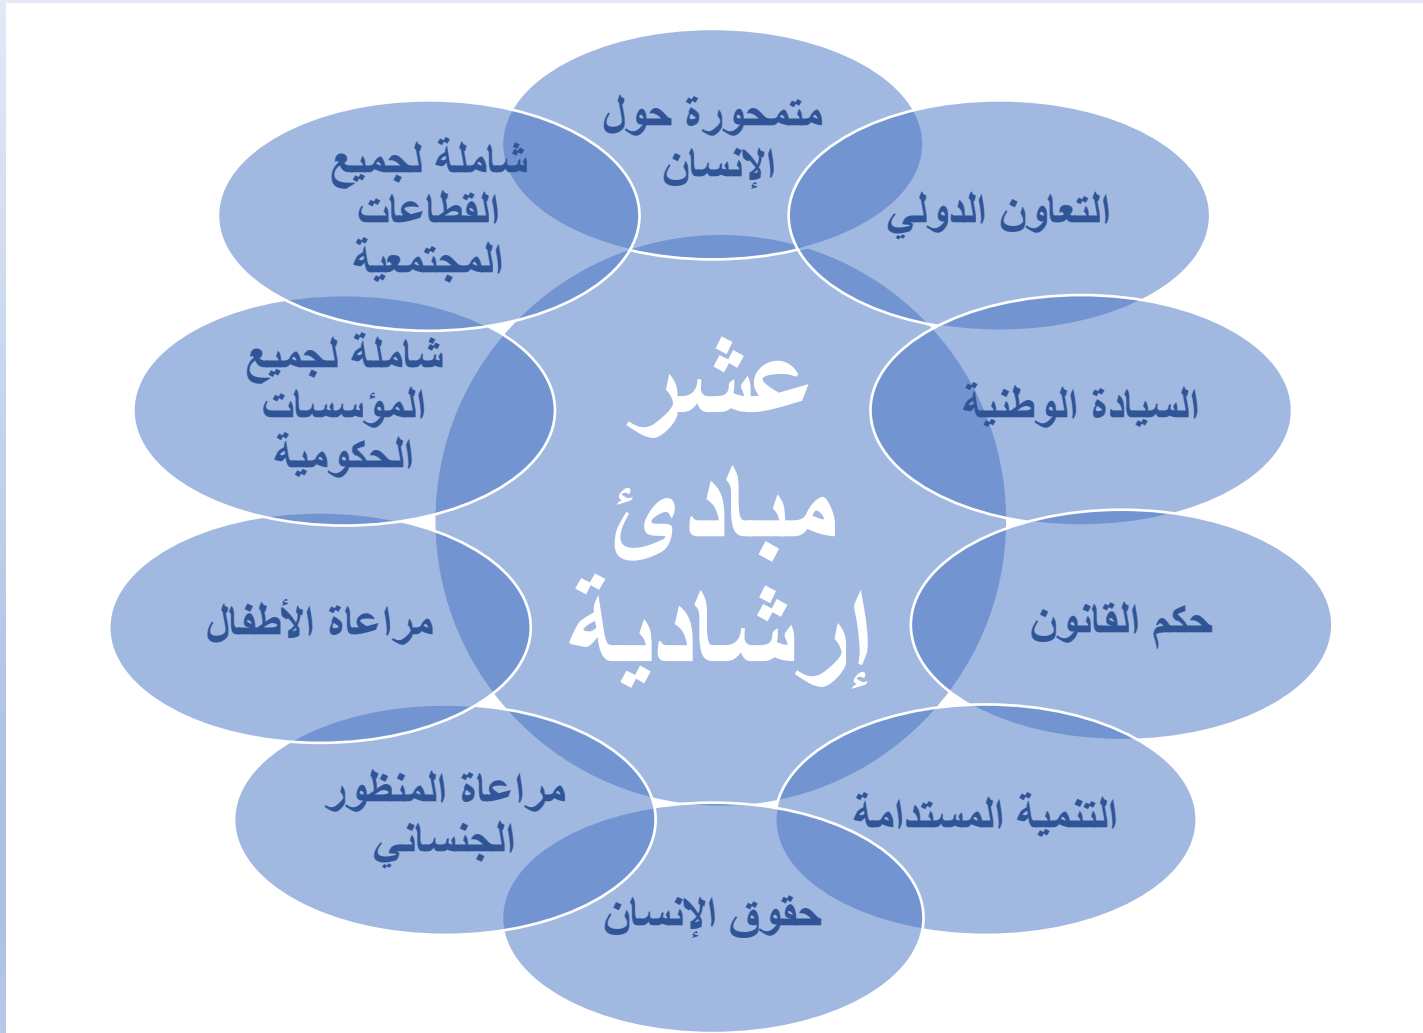 عشر
مبادئ
إرشادية
متمحورة حول
الإنسان
التعاون الدولي
السيادة الوطنية
حكم القانون
التنمية المستدامة
حقوق الإنسان
مراعاة المنظور
الجنساني
مراعاة الأطفال
شاملة لجميع
المؤسسات
الحكومية
شاملة لجميع
القطاعات
المجتمعية